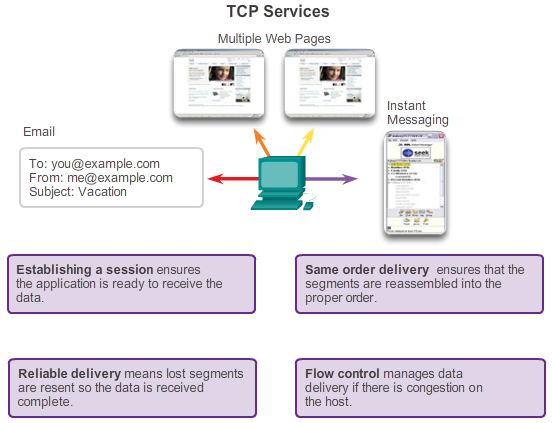 TCP Services
Multiple Web Pages
Instant
Messaging
Email
To: you@example.com
From: me@example.com
Subject: Vacation
seek
Establishing a session ensures
the application is ready to receive the
data.
Same order delivery ensures that the
segments are reassembled into the
proper order.
Reliable delivery means lost segments
are resent so the data is received
complete.
Flow control manages data
delivery if there is congestion on
the host.